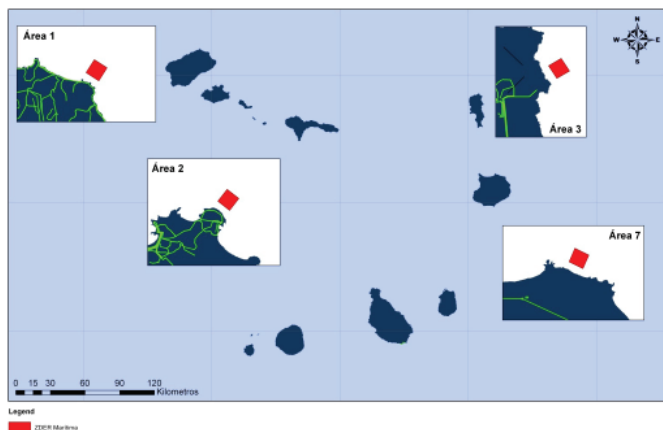 Área 1
N
W E
S
Área 3
Área 2
Área 7
0 15 30 60 90 120
Kilometros
Legend
ZDER Marítima